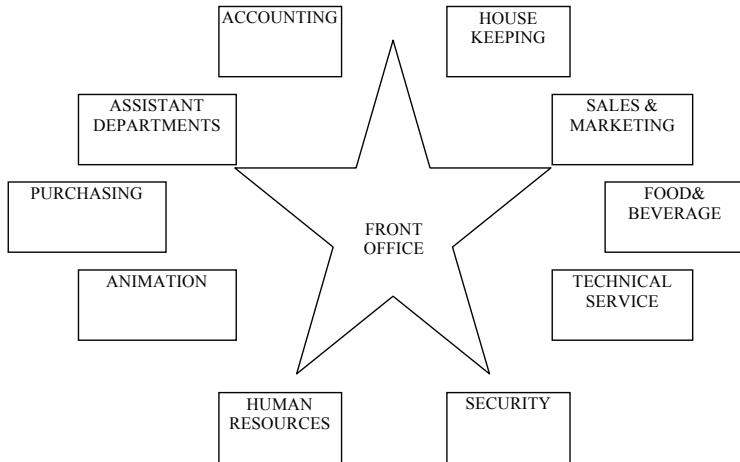 ACCOUNTING
HOUSE
KEEPING
ASSISTANT
DEPARTMENTS
SALES &
MARKETING
PURCHASING
FOOD&
BEVERAGE
FRONT
OFFICE
ANIMATION
TECHNICAL
SERVICE
HUMAN
RESOURCES
SECURITY